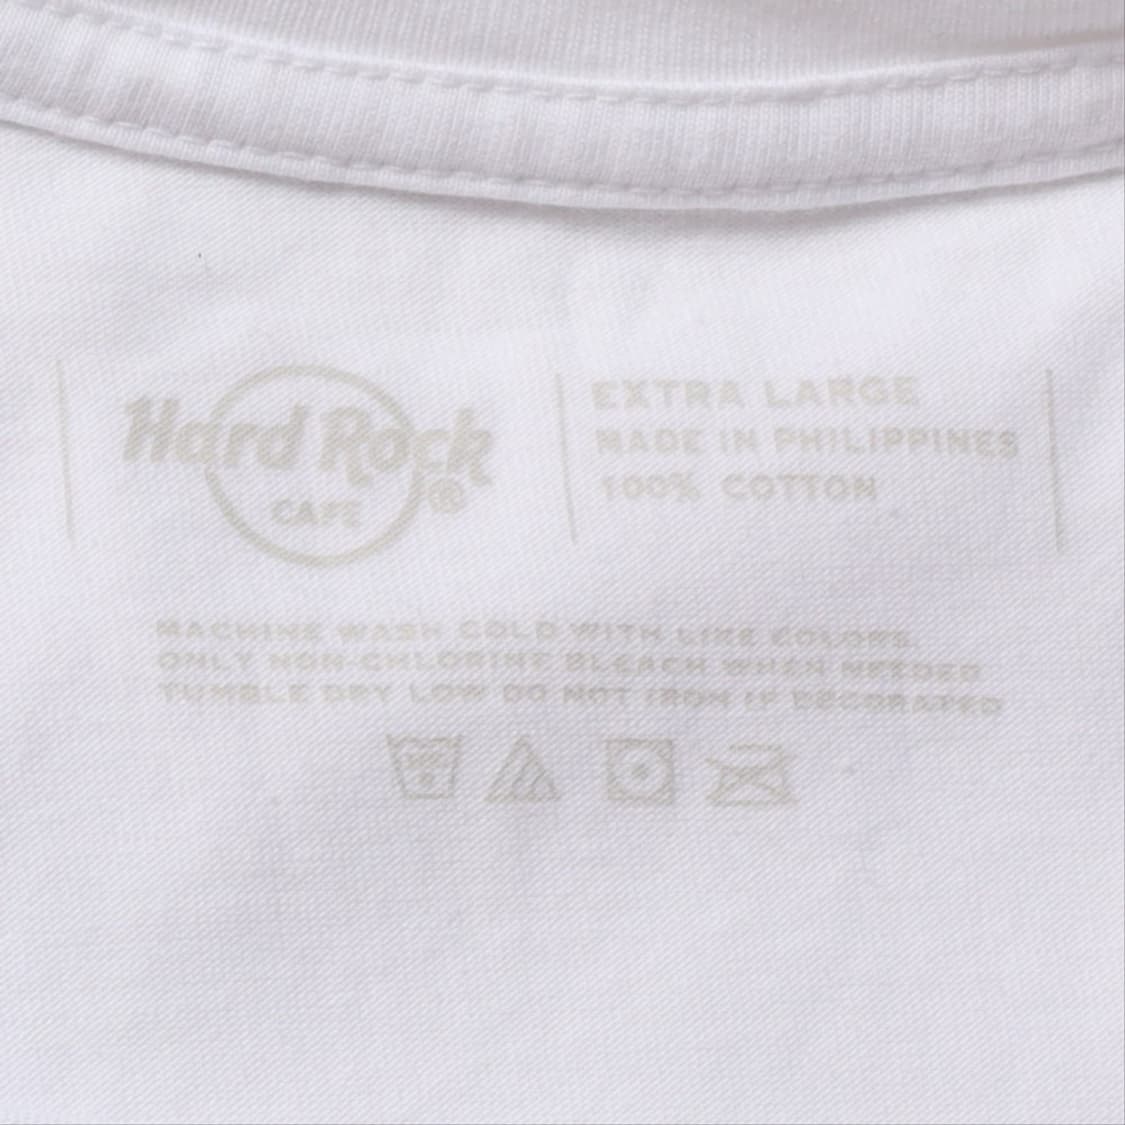 Hard Rock
CAFE
®
EXTRA LARGE
MADE IN PHILIPPINES
100% COTTON
MACHINE WASH COLD WITH LIKE COLORS.
ONLY NON-CHLORINE BLEACH WHEN NEEDED
TUMBLE DRY LOW DO NOT IRON IF DECORATED